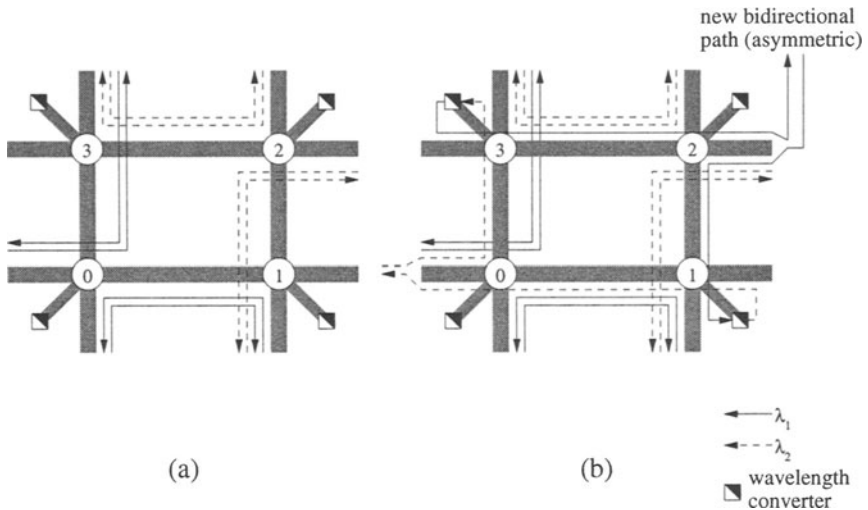 new bidirectional
path (asymmetric)
3
2
0
1
3
2
0
1
λ1
λ2
wavelength
converter
(a)
(b)